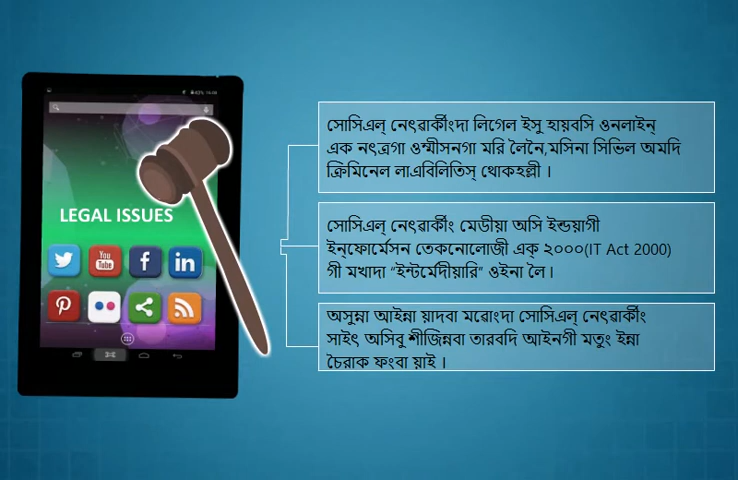 LEGAL ISSUES
সোসিএল্ নেৎৱার্কীংদা লিগেল ইসু হায়বসি ওনলাইন্
এক্ট নৎত্রগা ওম্মীসনগা মরি লৈনৈ,মসিনা সিভিল অমদি
ক্রিমিনেল লাএবিলিতিস্ থোকহল্লী ।
সোসিএল্ নেৎৱার্কীং মেডীয়া অসি ইন্ডয়াগী
ইন্ফোর্মেসন তেকনোলোজী এক্ট ২০০০(IT Act 2000)
গী মখাদা "ইন্টর্মেদীয়ারি" ওইনা লৈ।
অসুন্না আইন্না য়াদবা মৱোংদা সোসিএল্ নেৎৱার্কীং
সাইৎ অসিবু শীজিন্নবা তারবদি আইনগী মতুং ইন্না
চৈরাক ফংবা য়াই ।